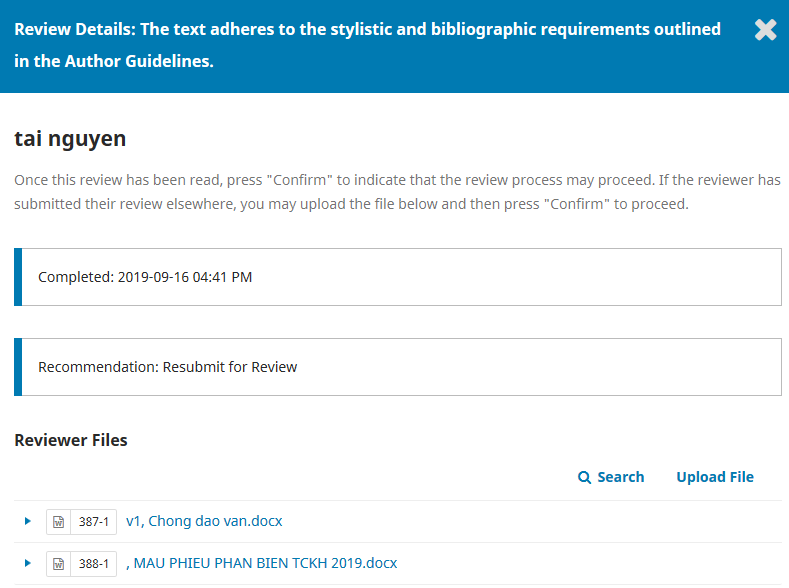 Review Details: The text adheres to the stylistic and bibliographic requirements outlined
in the Author Guidelines.
tai nguyen
Once this review has been read, press "Confirm" to indicate that the review process may proceed. If the reviewer has
submitted their review elsewhere, you may upload the file below and then press "Confirm" to proceed.
Completed: 2019-09-16 04:41 PM
Recommendation: Resubmit for Review
Reviewer Files
Search Upload File
387-1 v1, Chong dao van.docx
388-1 , MAU PHIEU PHAN BIEN TCKH 2019.docx